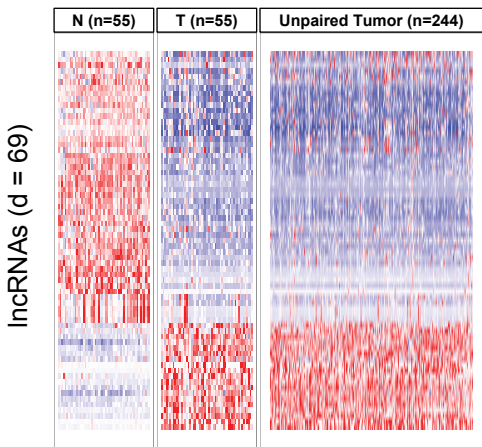 N (n=55)
T (n=55)
Unpaired Tumor (n=244)
lncRNAs (d = 69)